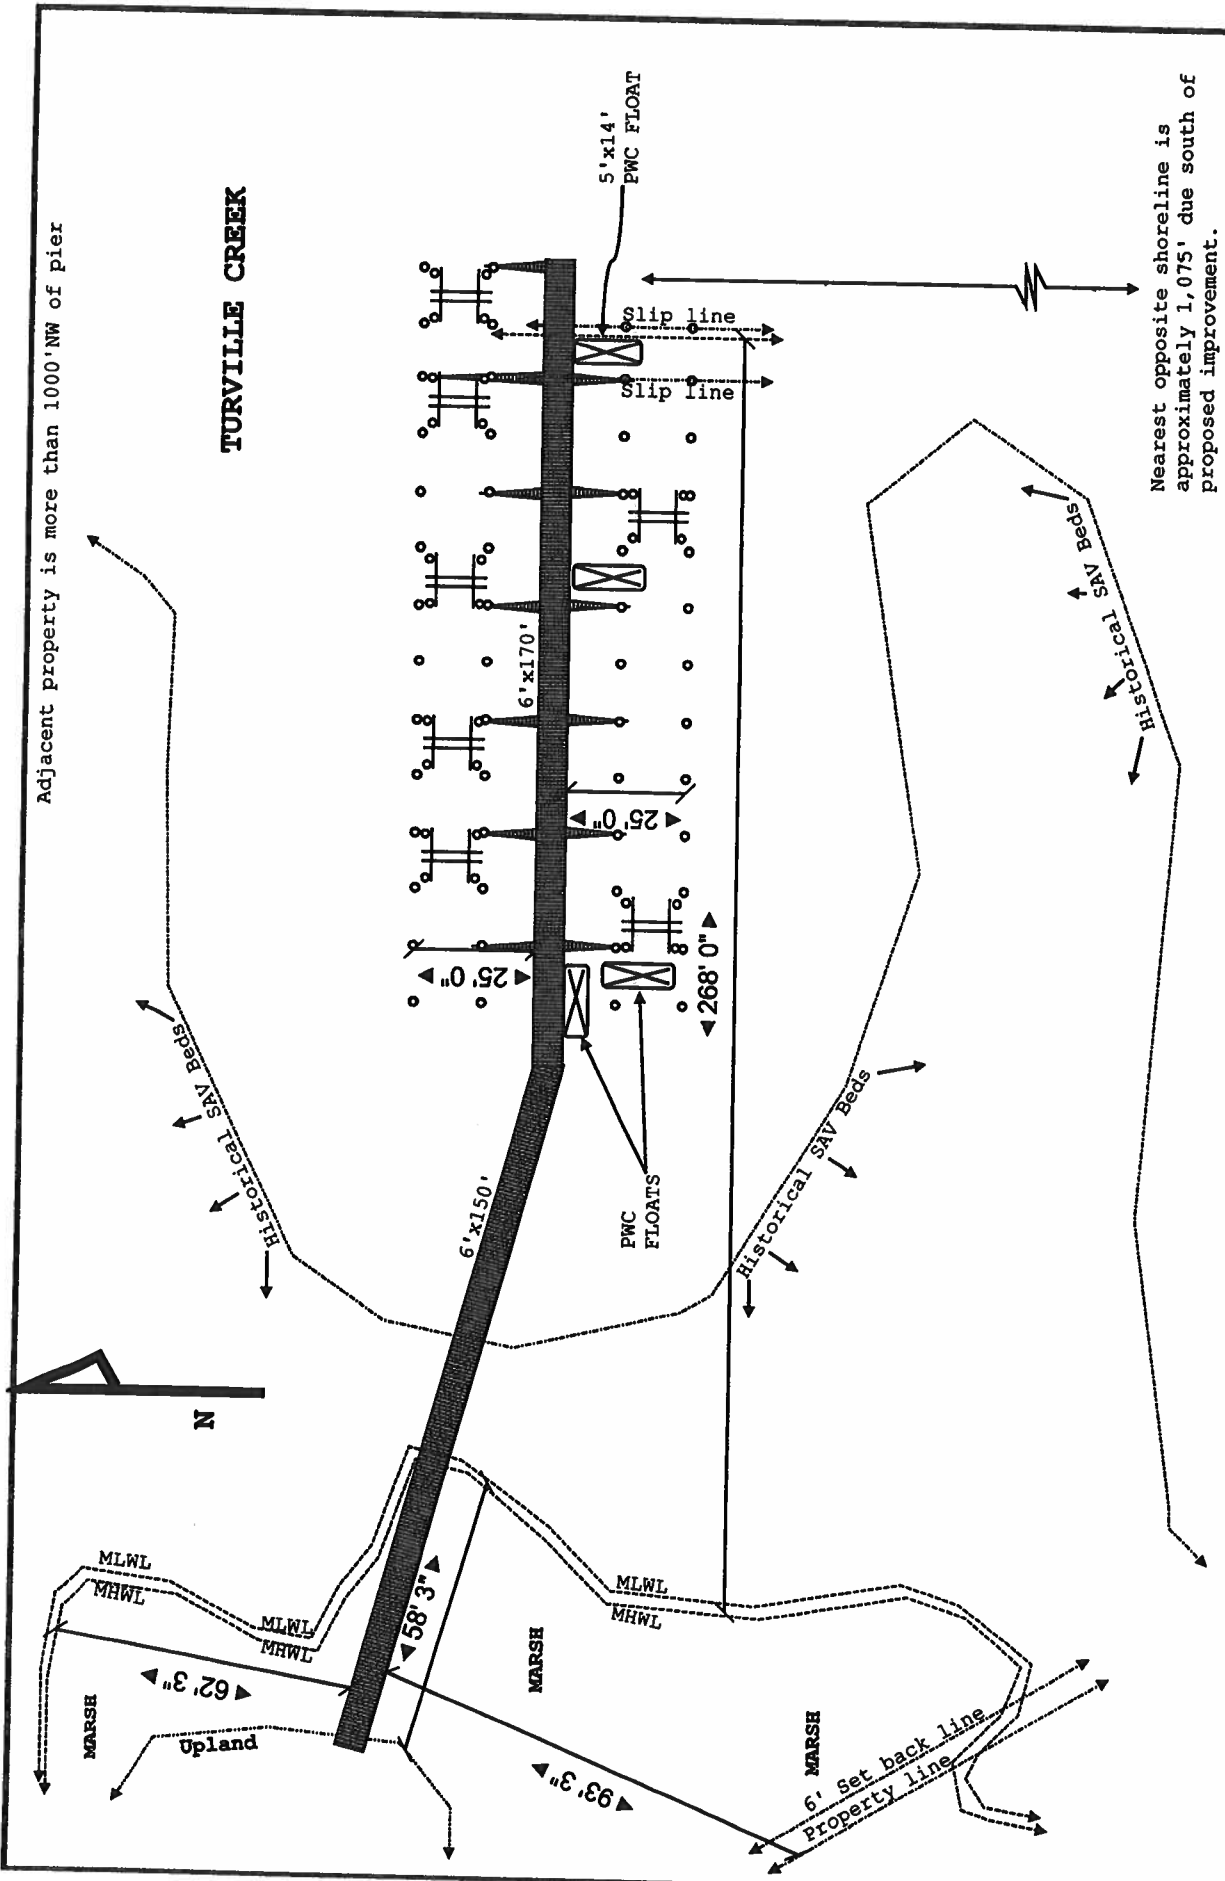 Adjacent property is more than 1000'NW of pier
TURVILLE CREEK
5'x14'
PWC FLOAT
Slip line
Slip line
Nearest opposite shoreline is
approximately 1,075' due south of
proposed improvement.
Historical SAV Beds
6'x170'
25'0"
25'0"
268'0"
Historical SAV Beds
Historical SAV Beds
PWC
FLOATS
6'x150'
N
MLWL
MHWL
MLWL
MHWL
58'3"
MLWL
MHWL
62'3"
MARSH
Upland
MARSH
93'3"
MARSH
6' Set back line
Property line